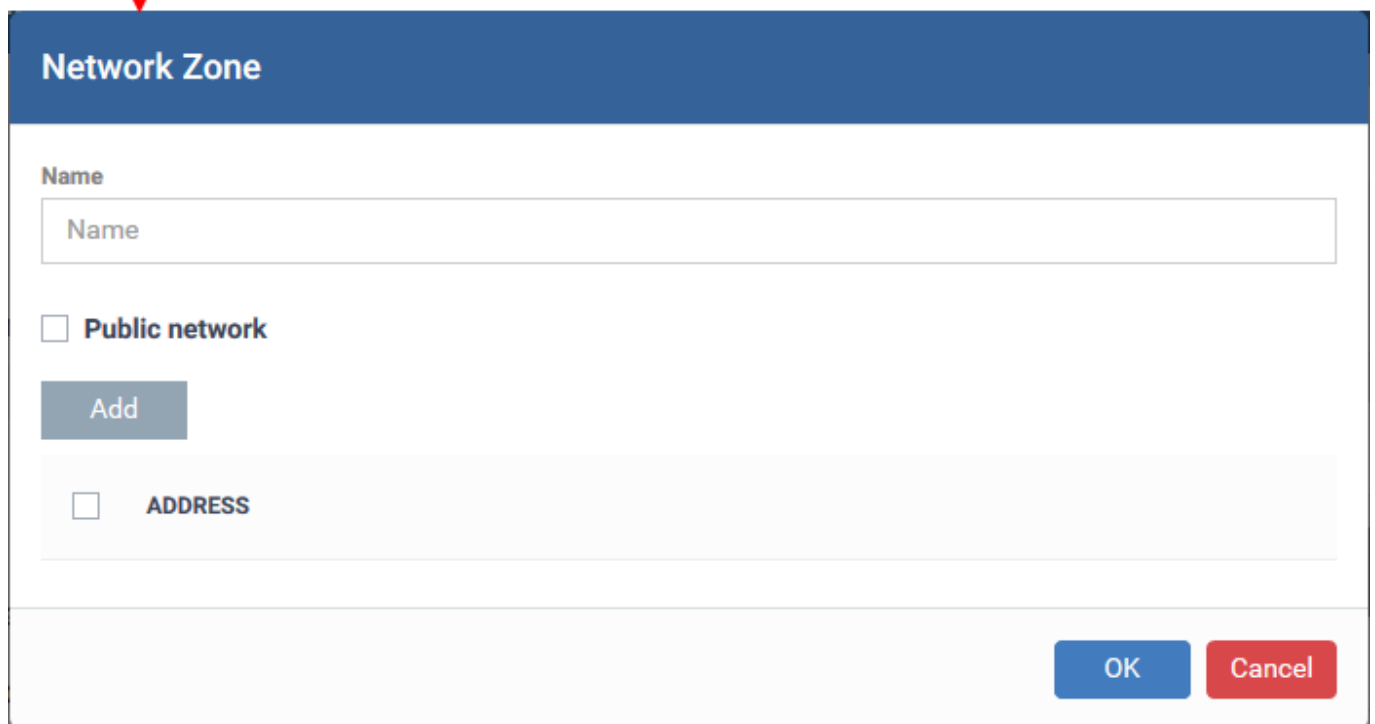 Network Zone
Name
Name
Public network
Add
ADDRESS
OK Cancel